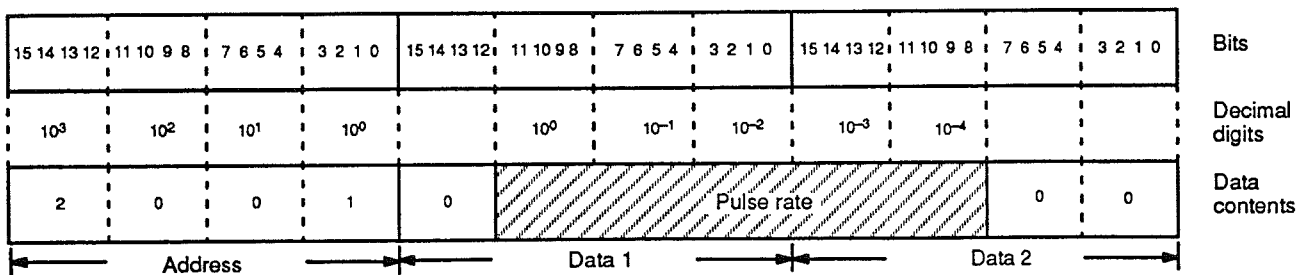 15 14 13 12 11 10 9 8 7 6 5 4 3 2 1 0 15 14 13 12 11 10 9 8 7 6 5 4 3 2 1 0 15 14 13 12 11 10 9 8 7 6 5 4 3 2 1 0 Bits
10³ 10² 10¹ 10⁰ 10⁰ 10⁻¹ 10⁻² 10⁻³ 10⁻⁴ Decimal digits
2 0 0 1 0 Pulse rate 0 0 Data contents
Address Data 1 Data 2